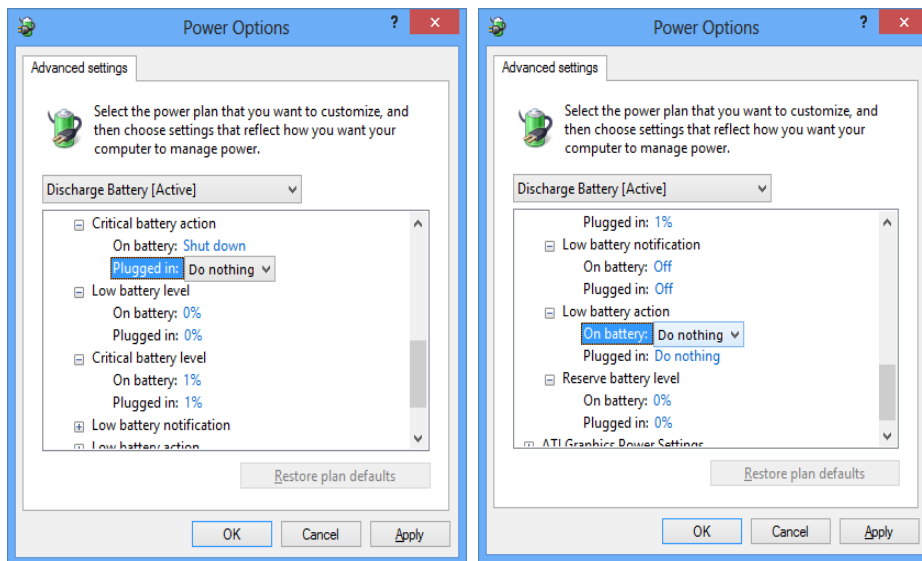 Power Options
?
Advanced settings
Select the power plan that you want to customize, and
then choose settings that reflect how you want your
computer to manage power.
Discharge Battery [Active]
Critical battery action
On battery: Shut down
Plugged in: Do nothing
Low battery level
On battery: 0%
Plugged in: 0%
Critical battery level
On battery: 1%
Plugged in: 1%
Low battery notification
Low battery action
Restore plan defaults
OK Cancel Apply
Power Options
?
Advanced settings
Select the power plan that you want to customize, and
then choose settings that reflect how you want your
computer to manage power.
Discharge Battery [Active]
Plugged in: 1%
Low battery notification
On battery: Off
Plugged in: Off
Low battery action
On battery: Do nothing
Plugged in: Do nothing
Reserve battery level
On battery: 0%
Plugged in: 0%
ATI Graphics Power Settings
Restore plan defaults
OK Cancel Apply